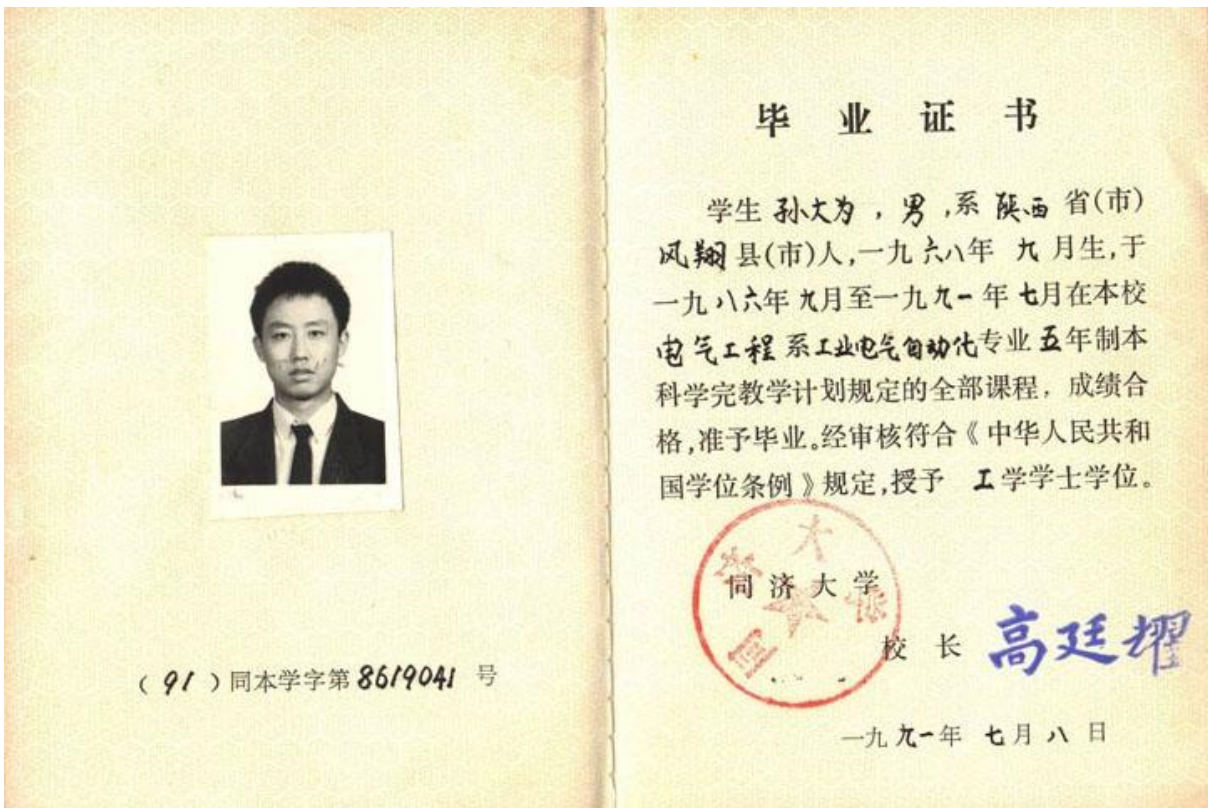 (91)同本学字第8619041号
毕业证书
学生 孙大为,男,系 陕西 省(市)
凤翔县(市)人,一九六八年 九 月生,于
一九八六年九月至一九九一年七月在本校
电气工程系工业电气自动化专业五年制本
科学完教学计划规定的全部课程,成绩合
格,准予毕业。经审核符合《中华人民共和
国学位条例》规定,授予 工学学士学位。
同济大学
校长 高廷耀
一九九一年 七月八日